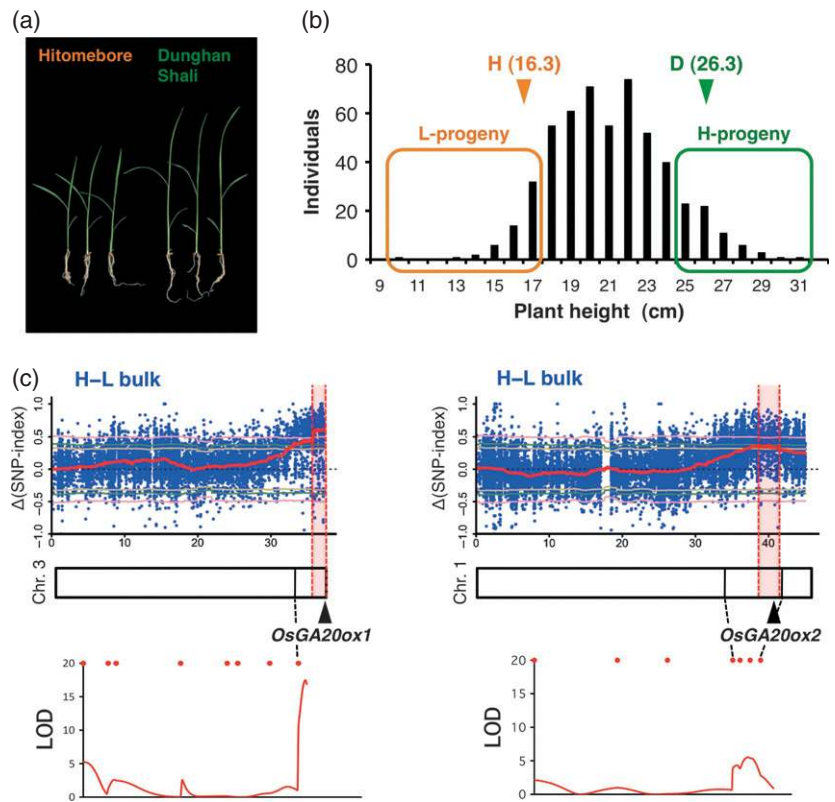 (a)
Hitomebore
Dunghan
Shali
(b)
H (16.3)
D (26.3)
L-progeny
H-progeny
Individuals
80
60
40
20
0
9 11 13 15 17 19 21 23 25 27 29 31
Plant height (cm)
(c)
H–L bulk
Δ(SNP-index)
1.0
0.5
0.0
−0.5
−1.0
0 10 20 30
Chr. 3
OsGA20ox1
LOD
20
15
10
5
0
H–L bulk
Δ(SNP-index)
1.0
0.5
0.0
−0.5
−1.0
0 10 20 30 40
Chr. 1
OsGA20ox2
LOD
20
15
10
5
0